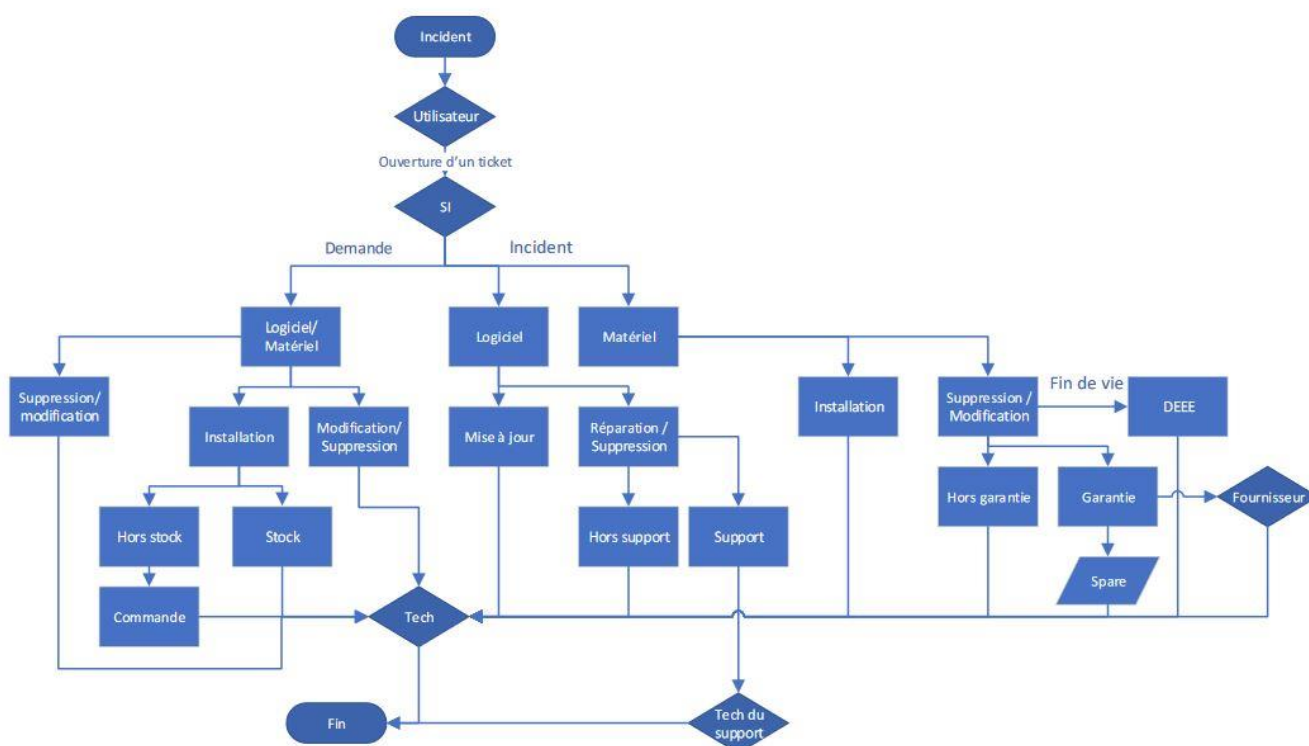 Incident
Utilisateur
Ouverture d'un ticket
SI
Demande
Incident
Logiciel/
Matériel
Logiciel
Matériel
Suppression/
modification
Installation
Modification/
Suppression
Mise à jour
Réparation /
Suppression
Installation
Suppression /
Modification
Fin de vie
DEEE
Hors stock
Stock
Hors support
Support
Hors garantie
Garantie
Fournisseur
Commande
Tech
Spare
Fin
Tech du
support